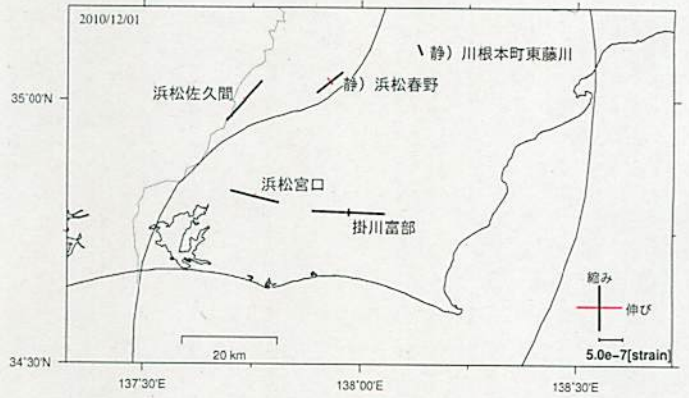 2010/12/01
静）川根本町東藤川
静）浜松春野
浜松佐久間
35°00'N
浜松宮口
掛川富部
縮み
伸び
20 km
5.0e-7[strain]
34°30'N
137°30'E
138°00'E
138°30'E